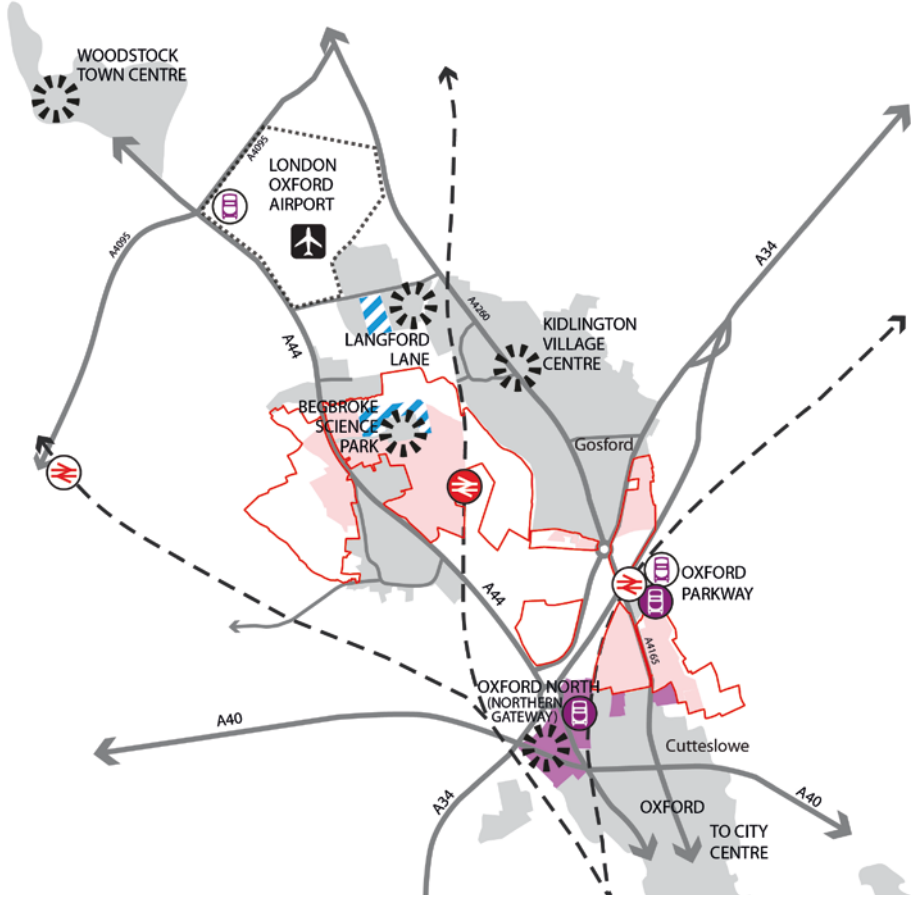 WOODSTOCK
TOWN CENTRE
A4095
LONDON
OXFORD
AIRPORT
A4095
A34
A44
A4260
LANGFORD
LANE
KIDLINGTON
VILLAGE
CENTRE
BEGBROKE
SCIENCE
PARK
Gosford
OXFORD
PARKWAY
A44
A4165
OXFORD NORTH
(NORTHERN
GATEWAY)
A40
Cutteslowe
A34
OXFORD
A40
TO CITY
CENTRE